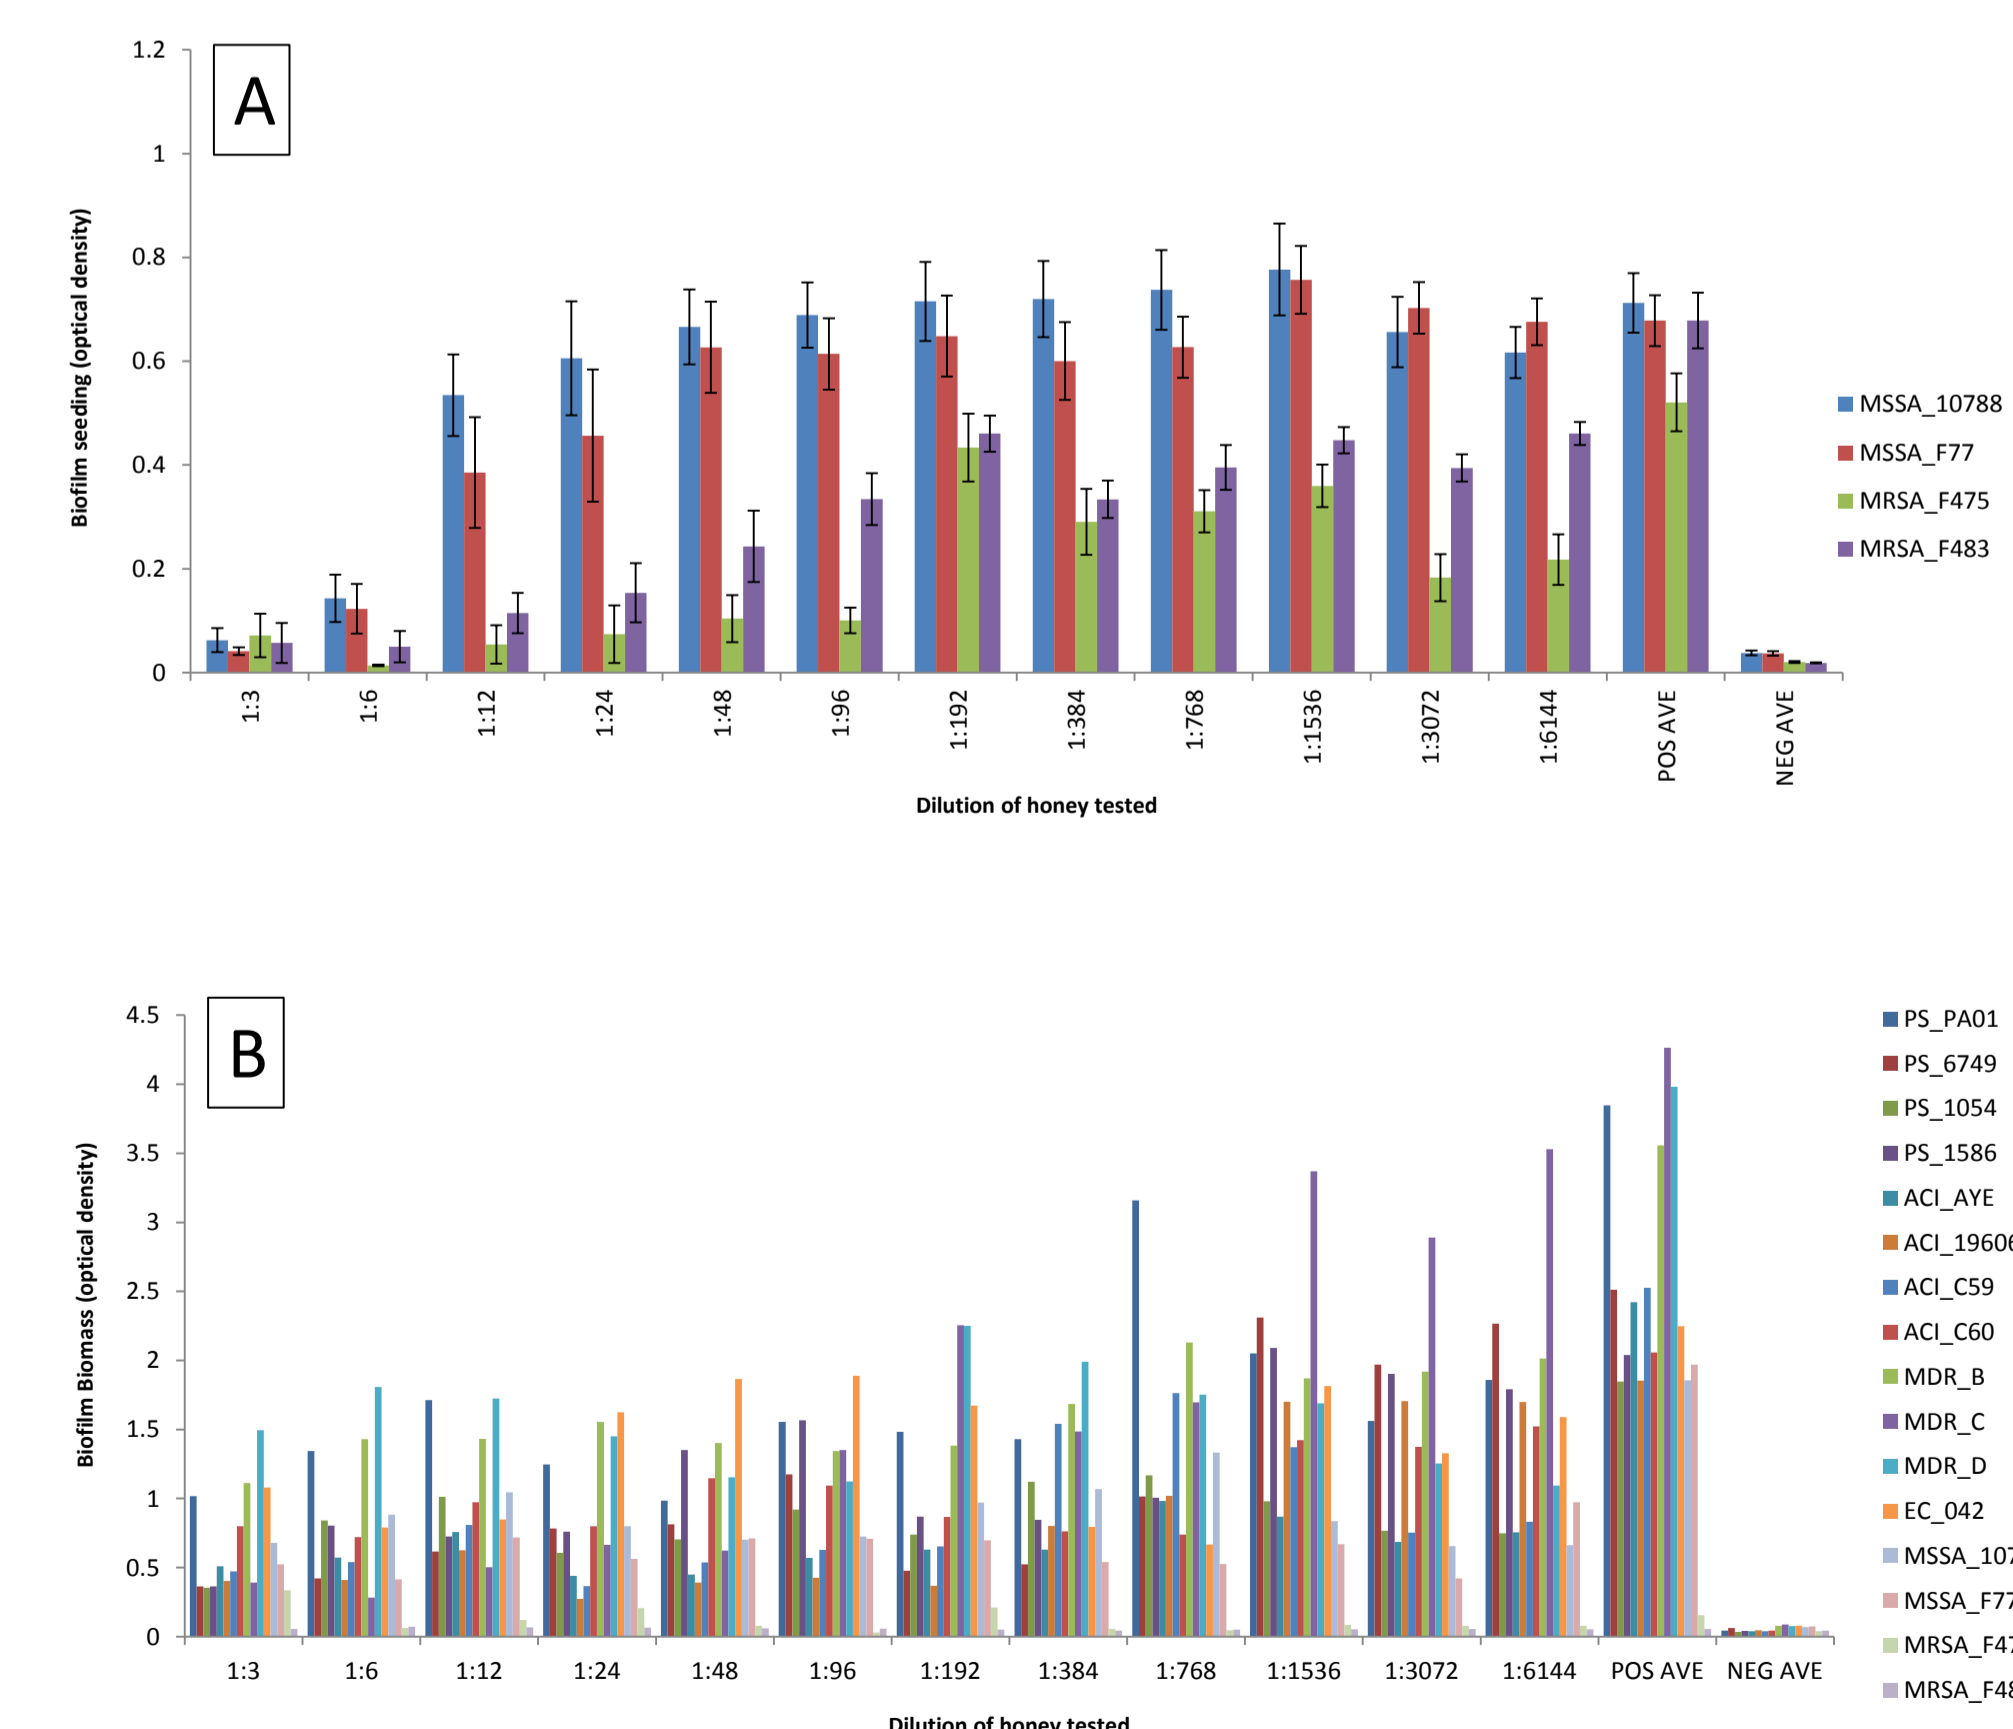 A
1.2
1
0.8
0.6
0.4
0.2
0
Biofilm seeding (optical density)
1:3 1:6 1:12 1:24 1:48 1:96 1:192 1:384 1:768 1:1536 1:3072 1:6144 POS AVE NEG AVE
Dilution of honey tested
MSSA_10788
MSSA_F77
MRSA_F475
MRSA_F483
B
4.5
4
3.5
3
2.5
2
1.5
1
0.5
0
Biofilm Biomass (optical density)
1:3 1:6 1:12 1:24 1:48 1:96 1:192 1:384 1:768 1:1536 1:3072 1:6144 POS AVE NEG AVE
Dilution of honey tested
PS_PA01
PS_6749
PS_1054
PS_1586
ACI_AYE
ACI_19606
ACI_C59
ACI_C60
MDR_B
MDR_C
MDR_D
EC_042
MSSA_107
MSSA_F77
MRSA_F47
MRSA_F48